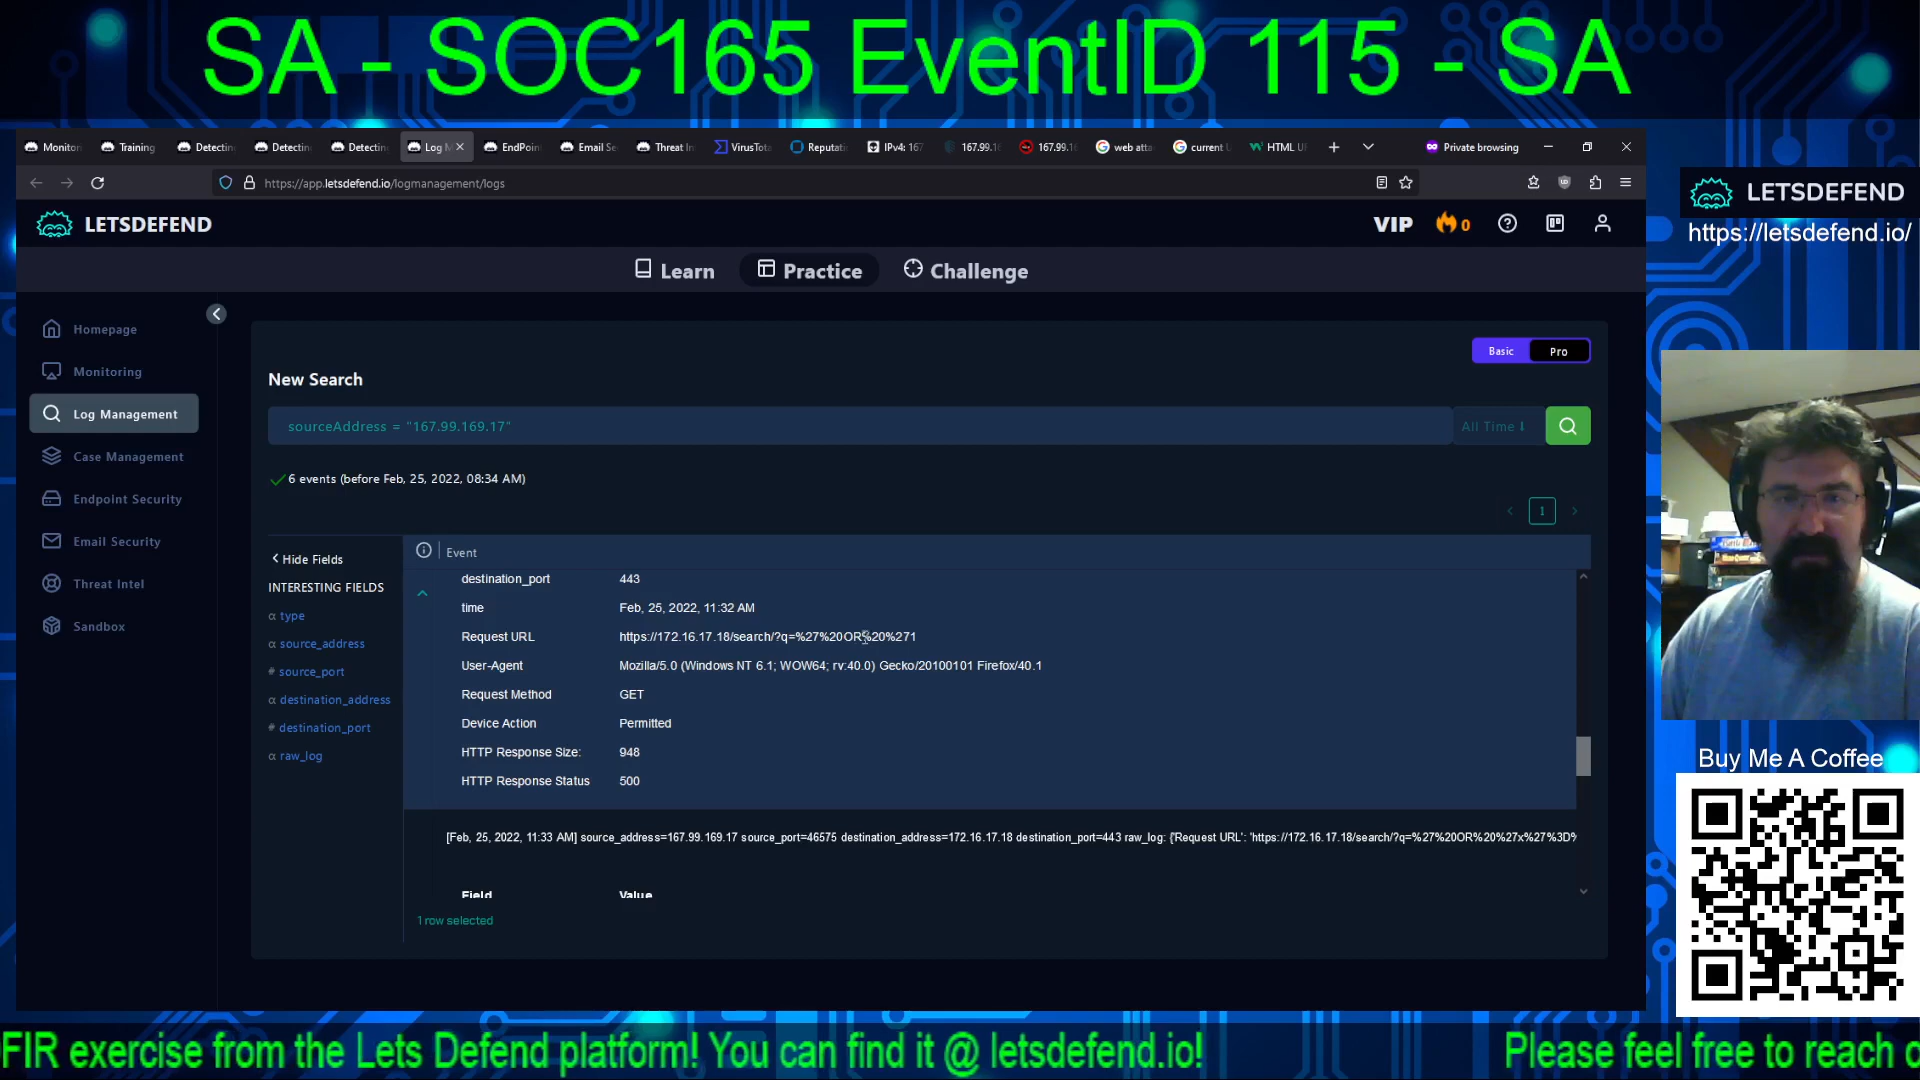 SA - SOC165 EventID 115 - SA
Monitor
Training
Detecting
Detecting
Detecting
Log M
EndPoin
Email Se
Threat In
VirusTota
Reputati
IPv4: 167
167.99.1
167.99.1
web atta
current U
HTML UR
Private browsing
https://app.letsdefend.io/logmanagement/logs
LETSDEFEND
VIP
0
Learn
Practice
Challenge
Homepage
Monitoring
Log Management
Case Management
Endpoint Security
Email Security
Threat Intel
Sandbox
Basic
Pro
New Search
sourceAddress = "167.99.169.17"
All Time
6 events (before Feb, 25, 2022, 08:34 AM)
1
Hide Fields
INTERESTING FIELDS
α type
α source_address
# source_port
α destination_address
# destination_port
α raw_log
Event
destination_port 443
time Feb, 25, 2022, 11:32 AM
Request URL https://172.16.17.18/search/?q=%27%20OR%20%271
User-Agent Mozilla/5.0 (Windows NT 6.1; WOW64; rv:40.0) Gecko/20100101 Firefox/40.1
Request Method GET
Device Action Permitted
HTTP Response Size: 948
HTTP Response Status 500
[Feb, 25, 2022, 11:33 AM] source_address=167.99.169.17 source_port=46575 destination_address=172.16.17.18 destination_port=443 raw_log: {'Request URL': 'https://172.16.17.18/search/?q=%27%20OR%20%27x%27%3D%
Field Value
1 row selected
LETSDEFEND
https://letsdefend.io/
Buy Me A Coffee
FIR exercise from the Lets Defend platform! You can find it @ letsdefend.io!
Please feel free to reach